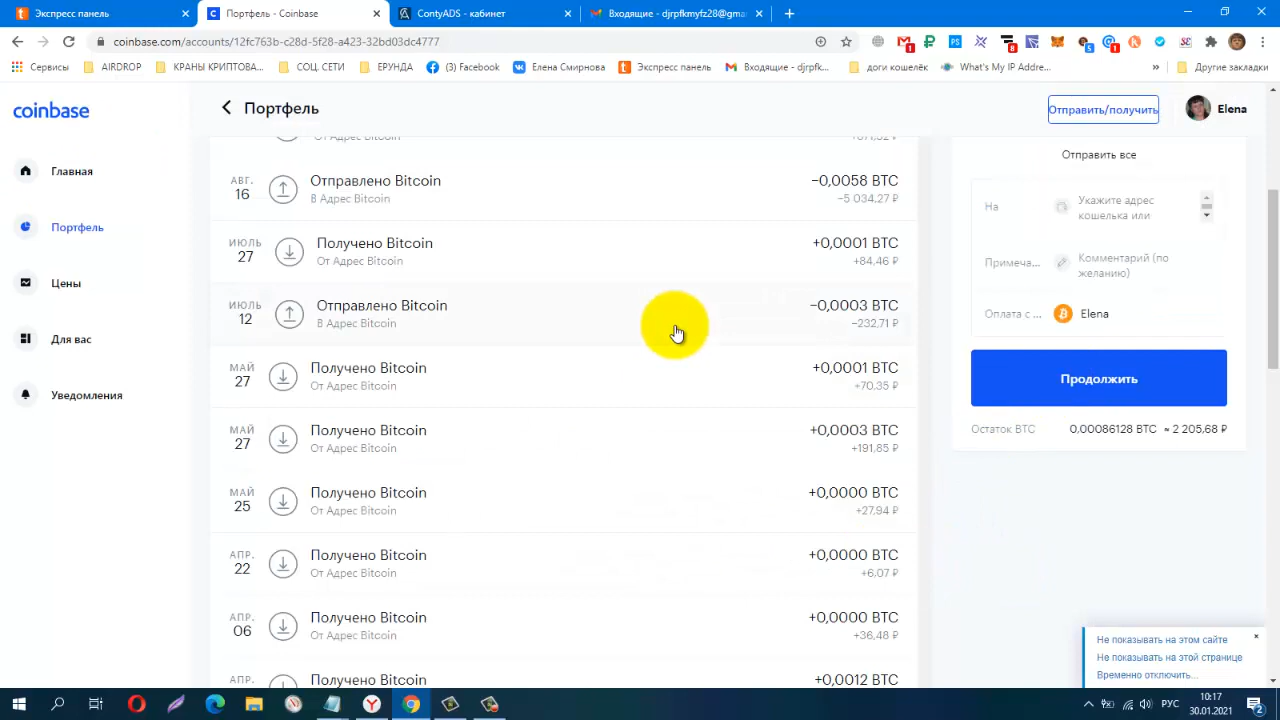 Экспресс панель
Портфель - Coinbase
ContyADS - кабинет
Входящие - djrpfkmyfz28@gmai
coinbase.com/accounts/12fc763b-c28d-5f28-a423-32bd03dc4777
Сервисы
AIRDROP
КРАНЫ КРИПТОВА...
СОЦ. СЕТИ
ЕРУНДА
(3) Facebook
Елена Смирнова
Экспресс панель
Входящие - djrpfk...
доги кошелёк
What's My IP Addre...
Другие закладки
coinbase
Портфель
Отправить/получить
Elena
Главная
Портфель
Цены
Для вас
Уведомления
От Адрес Bitcoin
АВГ. 16
Отправлено Bitcoin
−0,0058 BTC
В Адрес Bitcoin
−5 034,27 ₽
ИЮЛЬ 27
Получено Bitcoin
+0,0001 BTC
От Адрес Bitcoin
+84,46 ₽
ИЮЛЬ 12
Отправлено Bitcoin
−0,0003 BTC
В Адрес Bitcoin
−232,71 ₽
МАЙ 27
Получено Bitcoin
+0,0001 BTC
От Адрес Bitcoin
+70,35 ₽
МАЙ 27
Получено Bitcoin
+0,0003 BTC
От Адрес Bitcoin
+191,85 ₽
МАЙ 25
Получено Bitcoin
+0,0000 BTC
От Адрес Bitcoin
+27,94 ₽
АПР. 22
Получено Bitcoin
+0,0000 BTC
От Адрес Bitcoin
+6,07 ₽
АПР. 06
Получено Bitcoin
+0,0000 BTC
От Адрес Bitcoin
+36,48 ₽
АПР.
Получено Bitcoin
+0,0012 BTC
Отправить все
На
Укажите адрес
кошелька или
Примеча...
Комментарий (по
желанию)
Оплата с ...
Elena
Продолжить
Остаток BTC
0.00086128 BTC ≈ 2 205,68 ₽
Не показывать на этом сайте
Не показывать на этой странице
Временно отключить...
10:17
30.01.2021